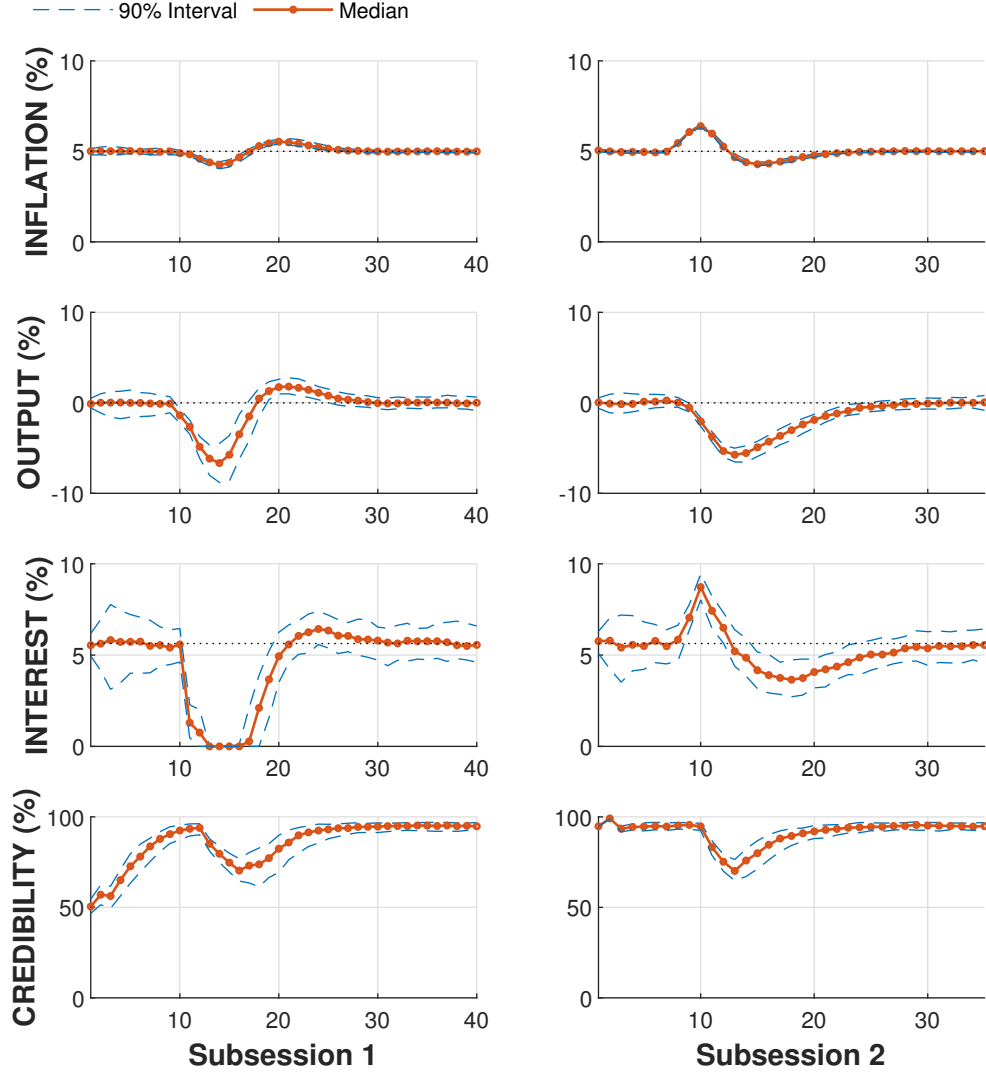 90% Interval Median
INFLATION (%)
10
5
0
10 20 30 40
10
5
0
10 20 30
OUTPUT (%)
10
0
-10
10 20 30 40
10
0
-10
10 20 30
INTEREST (%)
10
5
0
10 20 30 40
10
5
0
10 20 30
CREDIBILITY (%)
100
50
0
10 20 30 40
Subsession 1
100
50
0
10 20 30
Subsession 2